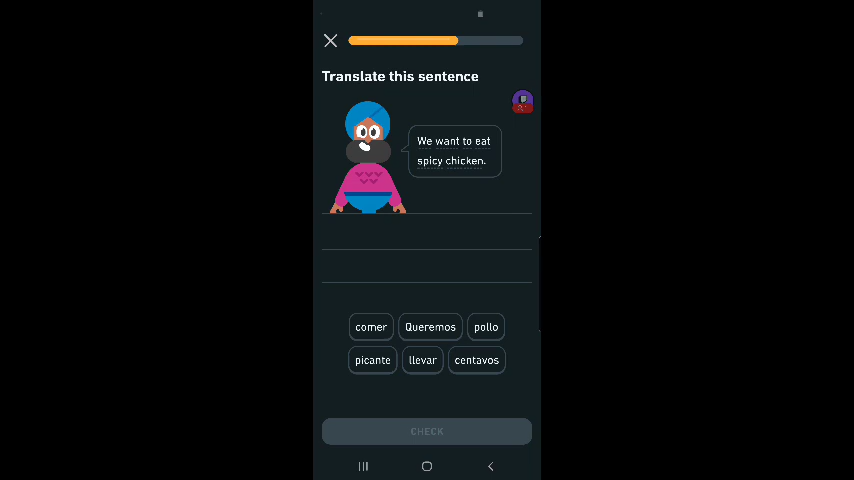 Translate this sentence
We want to eat
spicy chicken.
comer Queremos pollo
picante llevar centavos
CHECK